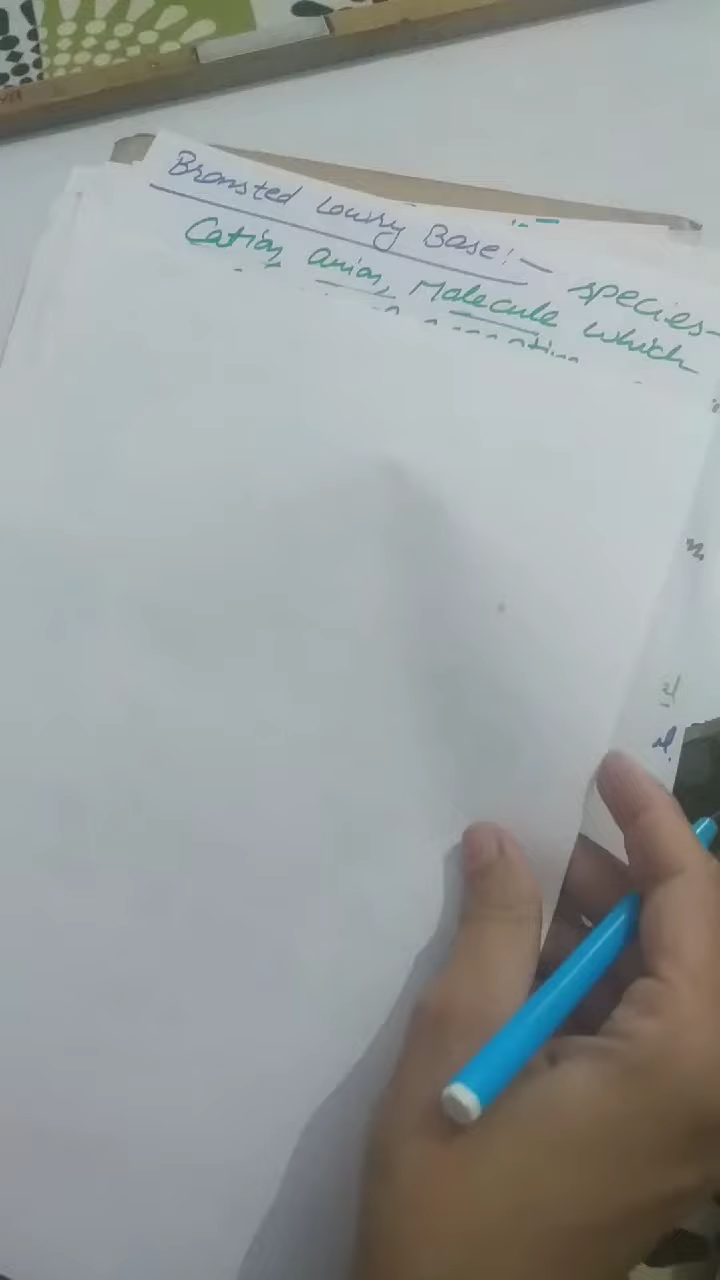 Bronsted Lowry Base:- species-
Cation, anion, Molecule which